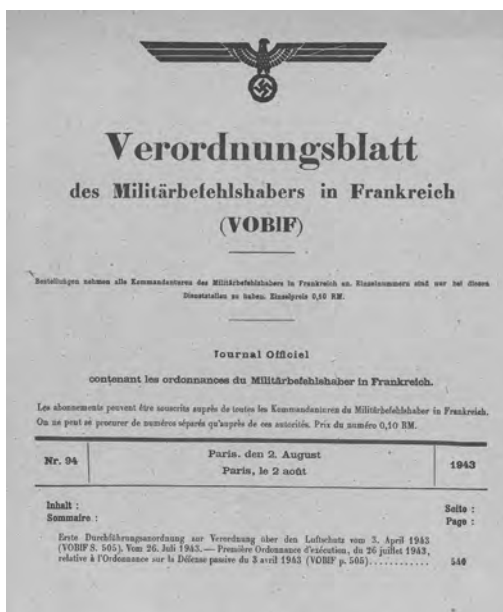 Verordnungsblatt
des Militärbefehlshabers in Frankreich
(VOBlF)
Bestellungen nehmen alle Kommandanturen des Militärbefehlshabers in Frankreich an. Einzelnummern sind nur bei diesen
Dienststellen zu haben. Einzelpreis 0,10 RM.
Journal Officiel
contenant les ordonnances du Militärbefehlshaber in Frankreich.
Les abonnements peuvent être souscrits auprès de toutes les Kommandanturen du Militärbefehlshaber in Frankreich.
On ne peut se procurer de numéros séparés qu'auprès de ces autorités. Prix du numéro 0,10 RM.
Nr. 94
Paris, den 2. August
Paris, le 2 août
1943
Inhalt :
Sommaire :
Seite :
Page :
Erste Durchführungsanordnung zur Verordnung über den Luftschutz vom 3. April 1943
(VOBlF S. 505). Vom 26. Juli 1943. — Première Ordonnance d'exécution, du 26 juillet 1943,
relative à l'Ordonnance sur la Défense passive du 3 avril 1943 (VOBlF p. 505).............. 540